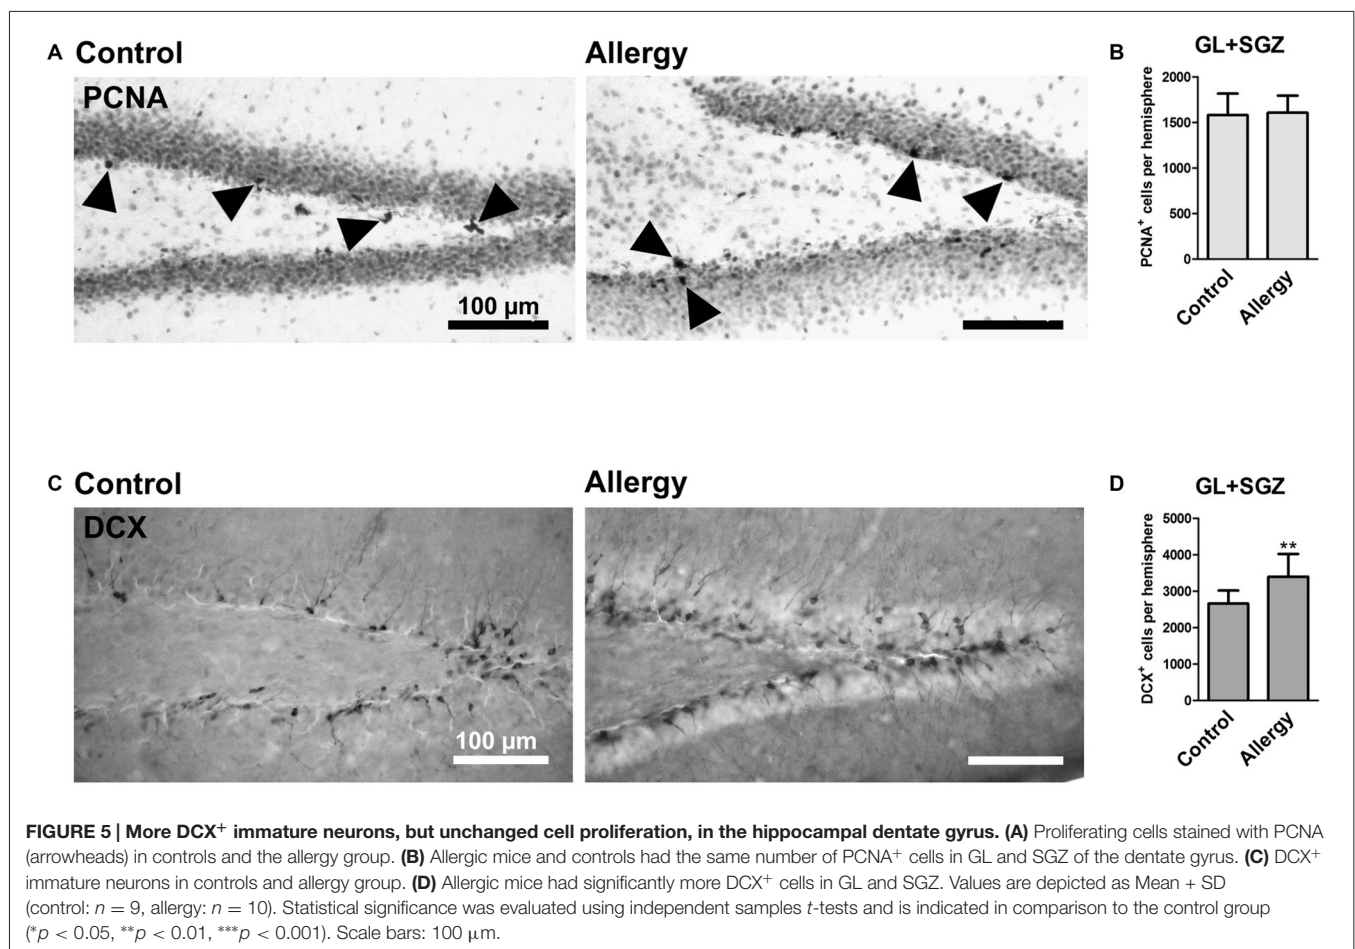 A Control
PCNA
100 µm
Allergy
B
GL+SGZ
PCNA+ cells per hemisphere
2000
1500
1000
500
0
Control
Allergy
C Control
DCX
100 µm
Allergy
D
GL+SGZ
DCX+ cells per hemisphere
5000
4000
3000
2000
1000
0
**
Control
Allergy
FIGURE 5 | More DCX+ immature neurons, but unchanged cell proliferation, in the hippocampal dentate gyrus. (A) Proliferating cells stained with PCNA
(arrowheads) in controls and the allergy group. (B) Allergic mice and controls had the same number of PCNA+ cells in GL and SGZ of the dentate gyrus. (C) DCX+
immature neurons in controls and allergy group. (D) Allergic mice had significantly more DCX+ cells in GL and SGZ. Values are depicted as Mean + SD
(control: n = 9, allergy: n = 10). Statistical significance was evaluated using independent samples t-tests and is indicated in comparison to the control group
(*p < 0.05, **p < 0.01, ***p < 0.001). Scale bars: 100 µm.